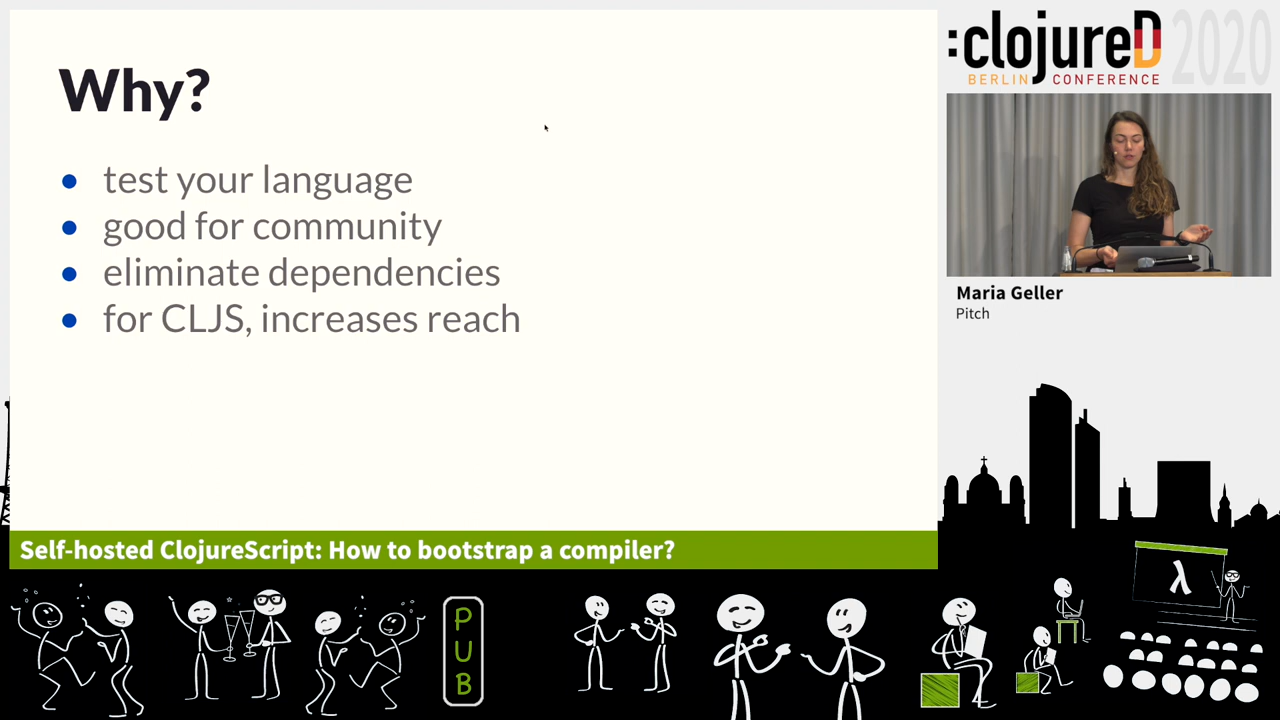 Why?
test your language
good for community
eliminate dependencies
for CLJS, increases reach
:clojureD 2020
BERLIN CONFERENCE
Maria Geller
Pitch
Self-hosted ClojureScript: How to bootstrap a compiler?
PUB
λ